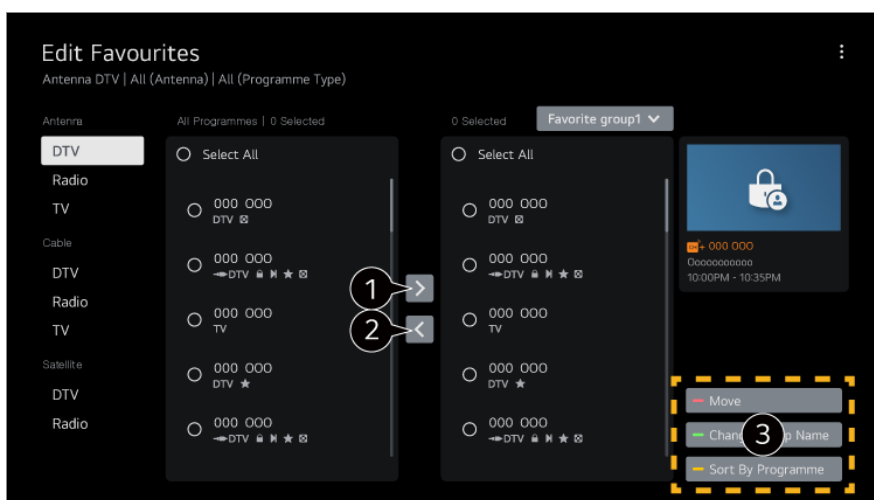 Edit Favourites
Antenna DTV | All (Antenna) | All (Programme Type)
Antenna
DTV
Radio
TV
Cable
DTV
Radio
TV
Satellite
DTV
Radio
All Programmes | 0 Selected
Select All
000 000
DTV
000 000
DTV
000 000
TV
000 000
DTV
000 000
DTV
1
2
0 Selected
Favorite group1
Select All
000 000
DTV
000 000
DTV
000 000
TV
000 000
DTV
000 000
DTV
000 000
Ooooooooooo
10:00PM - 10:35PM
Move
3
Name
Sort By Programme